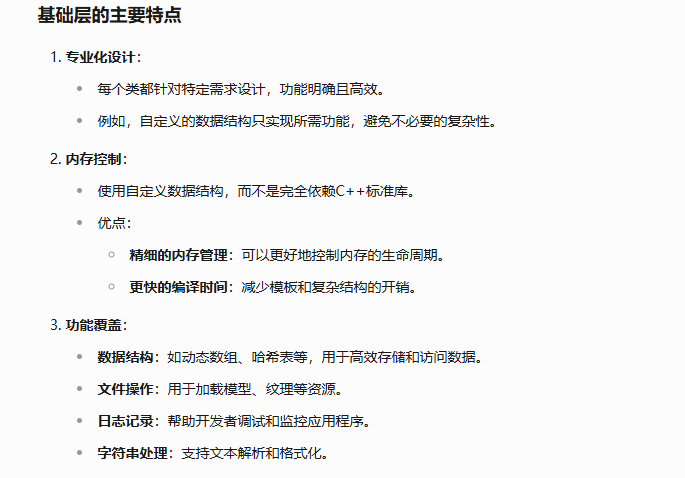 基础层的主要特点
1. 专业化设计：
每个类都针对特定需求设计，功能明确且高效。
例如，自定义的数据结构只实现所需功能，避免不必要的复杂性。
2. 内存控制：
使用自定义数据结构，而不是完全依赖C++标准库。
优点：
精细的内存管理：可以更好地控制内存的生命周期。
更快的编译时间：减少模板和复杂结构的开销。
3. 功能覆盖：
数据结构：如动态数组、哈希表等，用于高效存储和访问数据。
文件操作：用于加载模型、纹理等资源。
日志记录：帮助开发者调试和监控应用程序。
字符串处理：支持文本解析和格式化。